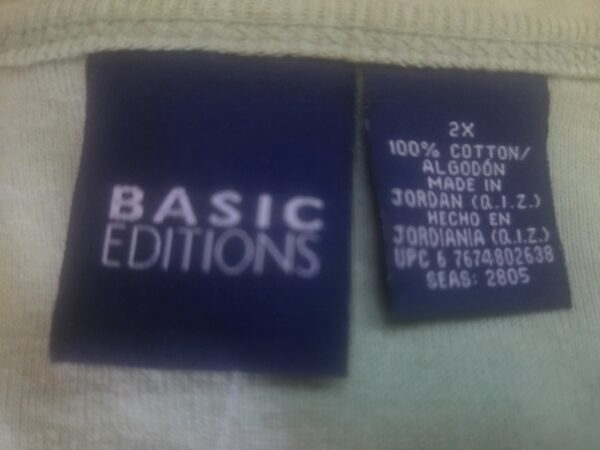 BASIC
EDITIONS
2X
100% COTTON/
ALGODÓN
MADE IN
JORDAN (Q.I.Z.)
HECHO EN
JORDIANIA (Q.I.Z.)
UPC 6 7674802638
SEAS: 2805